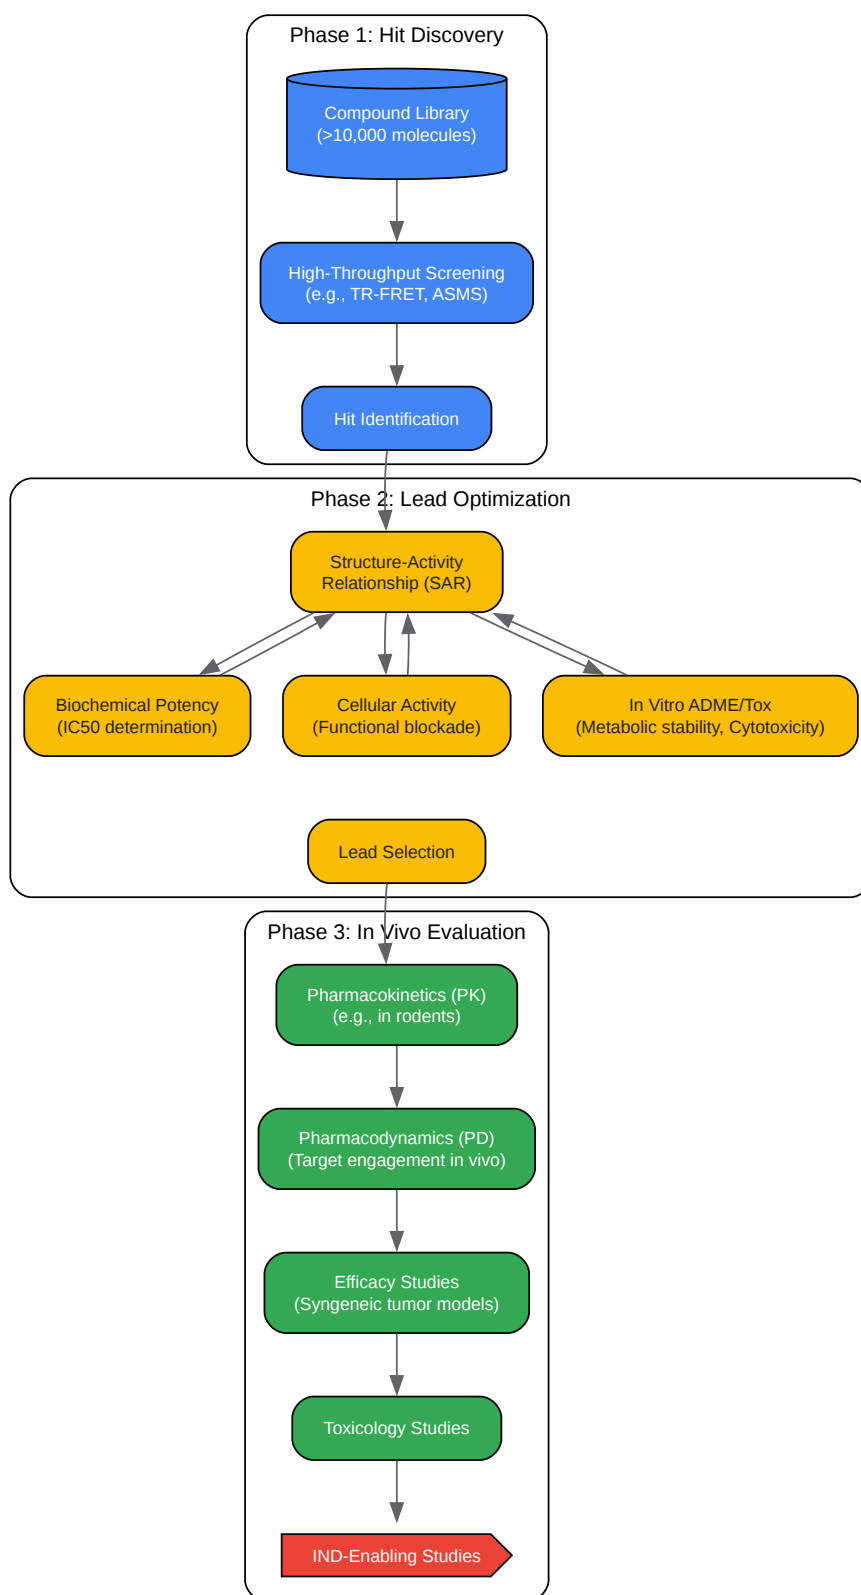 Phase 1: Hit Discovery
Compound Library
(>10,000 molecules)
High-Throughput Screening
(e.g., TR-FRET, ASMS)
Hit Identification
Phase 2: Lead Optimization
Structure-Activity
Relationship (SAR)
Biochemical Potency
(IC50 determination)
Cellular Activity
(Functional blockade)
In Vitro ADME/Tox
(Metabolic stability, Cytotoxicity)
Lead Selection
Phase 3: In Vivo Evaluation
Pharmacokinetics (PK)
(e.g., in rodents)
Pharmacodynamics (PD)
(Target engagement in vivo)
Efficacy Studies
(Syngeneic tumor models)
Toxicology Studies
IND-Enabling Studies